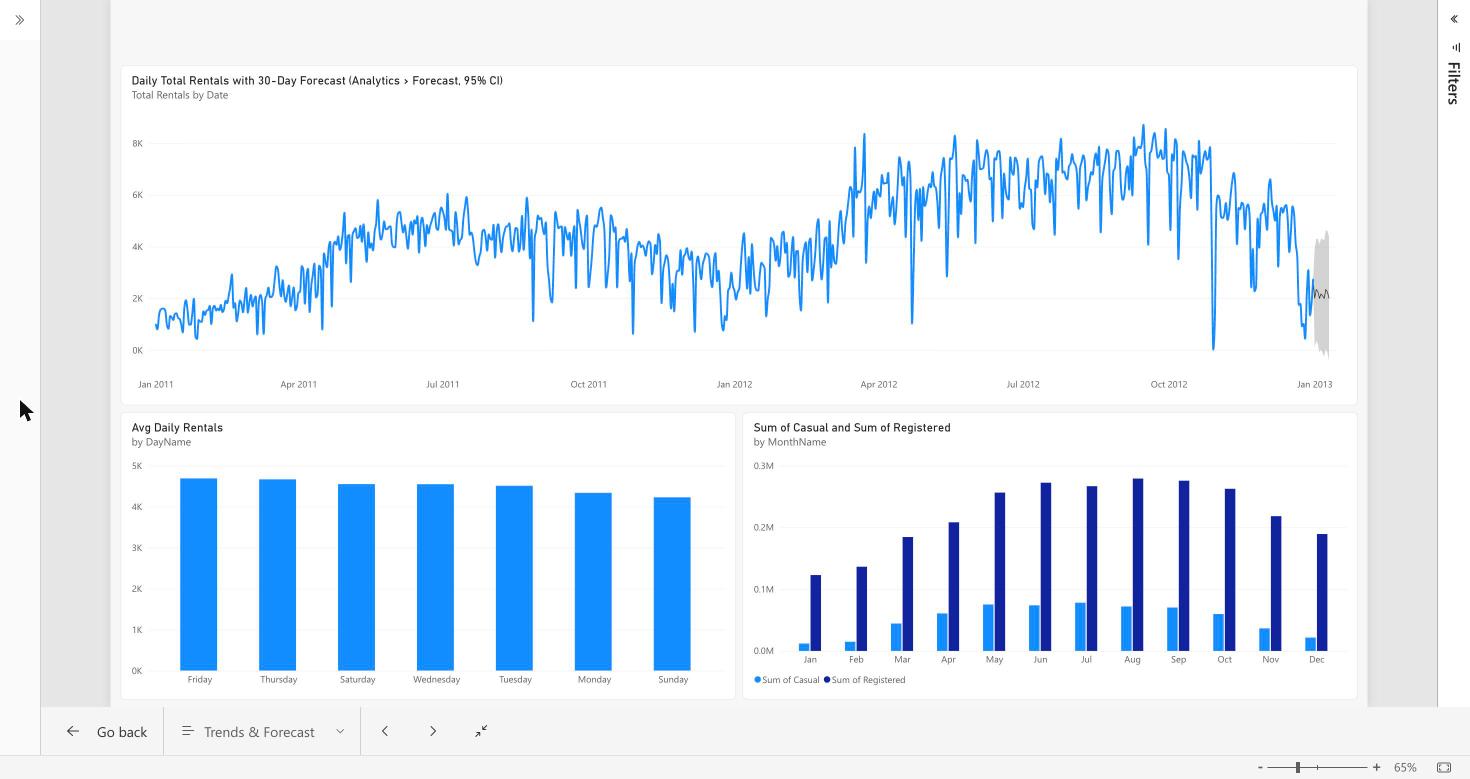 Filters
Daily Total Rentals with 30-Day Forecast (Analytics > Forecast, 95% CI)
Total Rentals by Date
8K
6K
4K
2K
0K
Jan 2011 Apr 2011 Jul 2011 Oct 2011 Jan 2012 Apr 2012 Jul 2012 Oct 2012 Jan 2013
Avg Daily Rentals
by DayName
5K
4K
3K
2K
1K
0K
Friday Thursday Saturday Wednesday Tuesday Monday Sunday
Sum of Casual and Sum of Registered
by MonthName
0.3M
0.2M
0.1M
0.0M
Jan Feb Mar Apr May Jun Jul Aug Sep Oct Nov Dec
Sum of Casual Sum of Registered
Go back Trends & Forecast
- + 65%